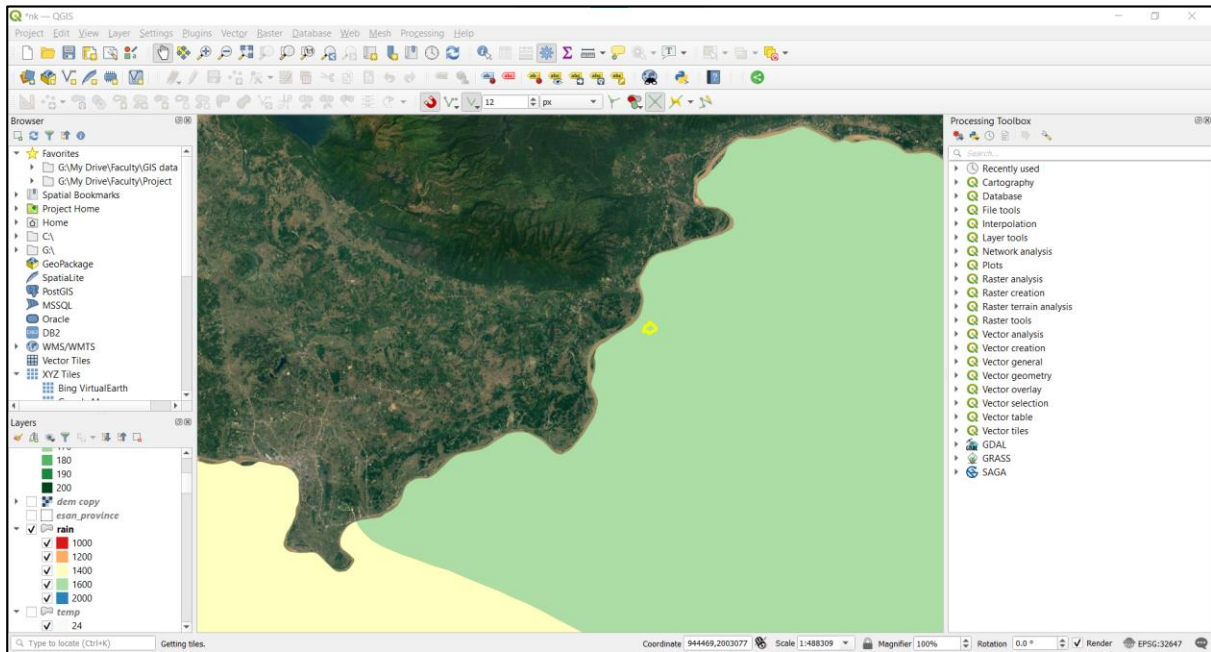 *nk — QGIS
Project Edit View Layer Settings Plugins Vector Raster Database Web Mesh Processing Help
12 px
Browser
Favorites
G:\My Drive\Faculty\GIS data
G:\My Drive\Faculty\Project
Spatial Bookmarks
Project Home
Home
C:\
G:\
GeoPackage
SpatiaLite
PostGIS
MSSQL
Oracle
DB2
WMS/WMTS
Vector Tiles
XYZ Tiles
Bing VirtualEarth
Layers
180
190
200
dem copy
esan_province
rain
1000
1200
1400
1600
2000
temp
24
Processing Toolbox
Search...
Recently used
Cartography
Database
File tools
Interpolation
Layer tools
Network analysis
Plots
Raster analysis
Raster creation
Raster terrain analysis
Raster tools
Vector analysis
Vector creation
Vector general
Vector geometry
Vector overlay
Vector selection
Vector table
Vector tiles
GDAL
GRASS
SAGA
Type to locate (Ctrl+K) Getting tiles. Coordinate 944469,2003077 Scale 1:488309 Magnifier 100% Rotation 0.0 ° Render EPSG:32647